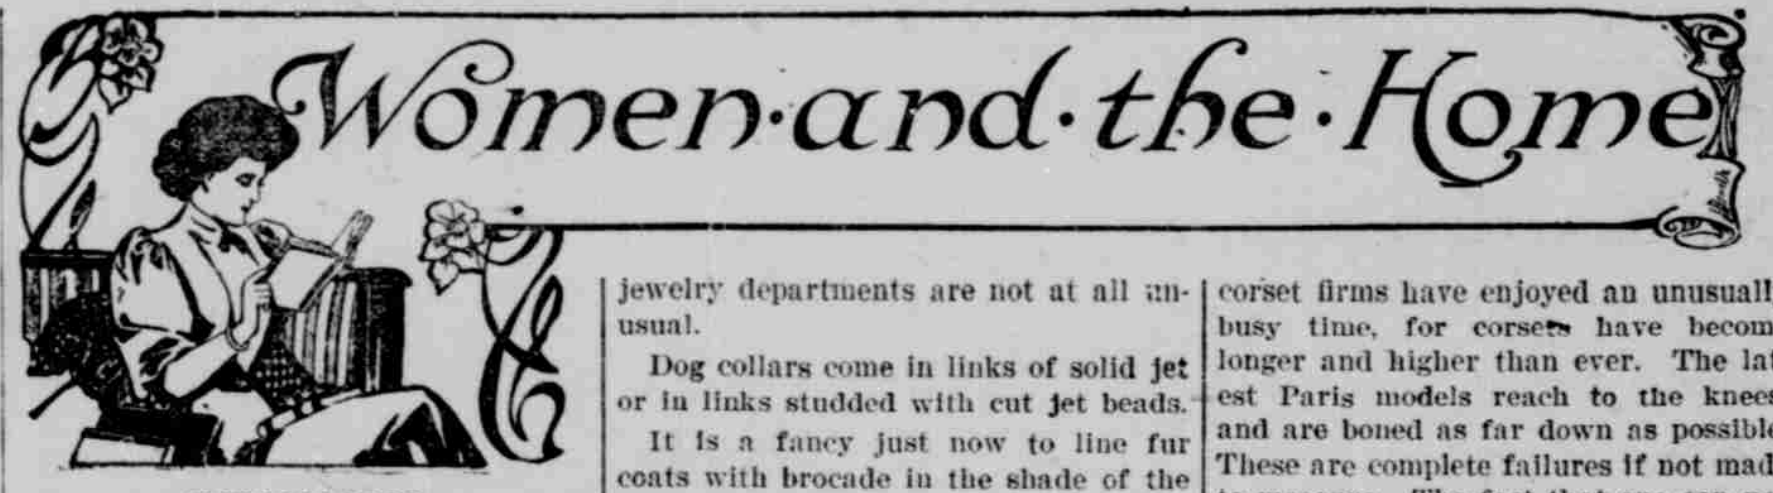 Women·and·the·Home
jewelry departments are not at all un-
usual.
Dog collars come in links of solid jet
or in links studded with cut jet beads.
It is a fancy just now to line fur
coats with brocade in the shade of the
corset firms have enjoyed an unusuall
busy time, for corsets have becom
longer and higher than ever. The lat
est Paris models reach to the knees
and are boned as far down as possible
These are complete failures if not mad